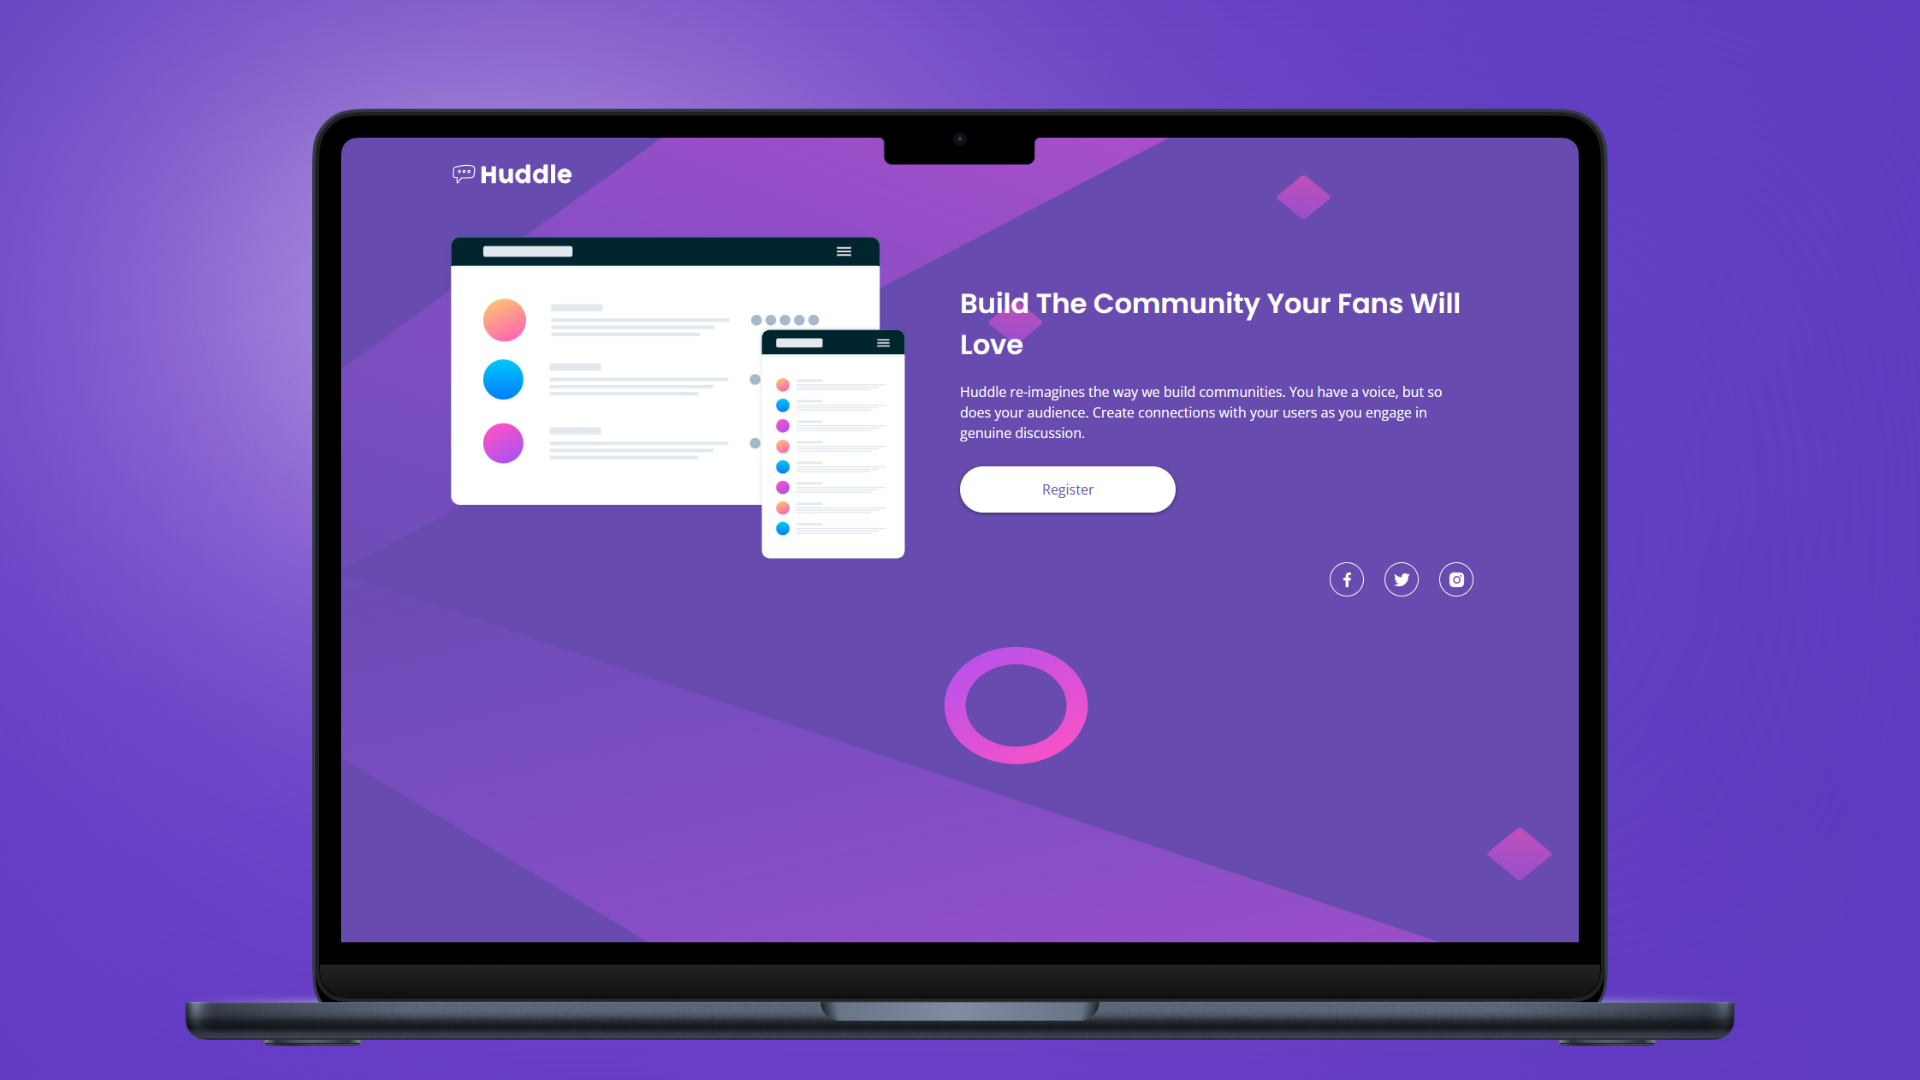 Huddle
Build The Community Your Fans Will
Love
Huddle re-imagines the way we build communities. You have a voice, but so
does your audience. Create connections with your users as you engage in
genuine discussion.
Register